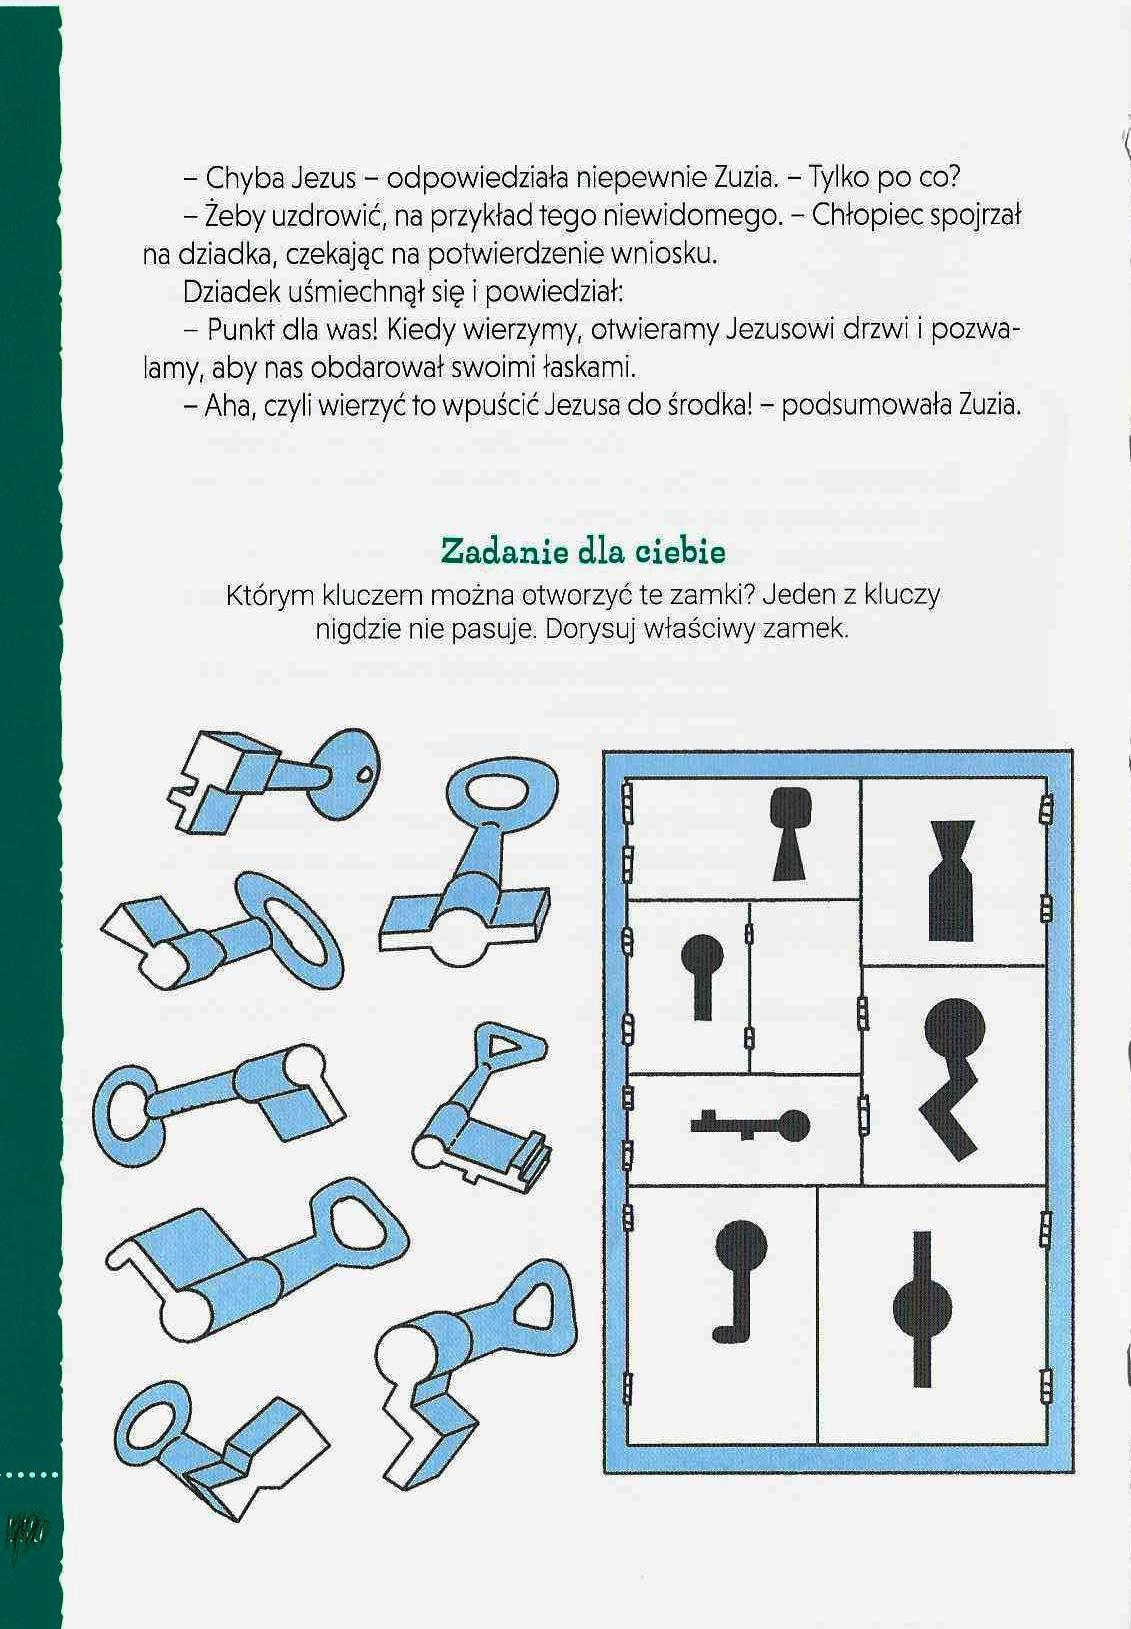 – Chyba Jezus – odpowiedziała niepewnie Zuzia. – Tylko po co?
– Żeby uzdrowić, na przykład tego niewidomego. – Chłopiec spojrzał
na dziadka, czekając na potwierdzenie wniosku.
Dziadek uśmiechnął się i powiedział:
– Punkt dla was! Kiedy wierzymy, otwieramy Jezusowi drzwi i pozwa-
lamy, aby nas obdarował swoimi łaskami.
– Aha, czyli wierzyć to wpuścić Jezusa do środka! – podsumowała Zuzia.
Zadanie dla ciebie
Którym kluczem można otworzyć te zamki? Jeden z kluczy
nigdzie nie pasuje. Dorysuj właściwy zamek.